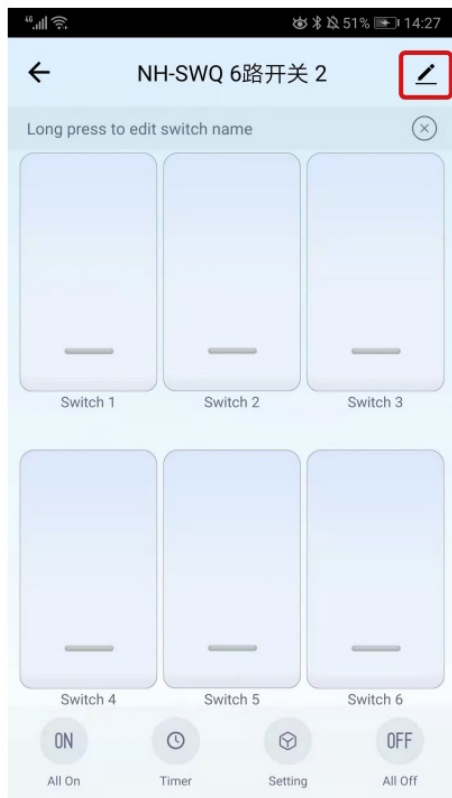 4G 51% 14:27
NH-SWQ 6路开关 2
Long press to edit switch name
Switch 1 Switch 2 Switch 3
Switch 4 Switch 5 Switch 6
ON OFF
All On Timer Setting All Off